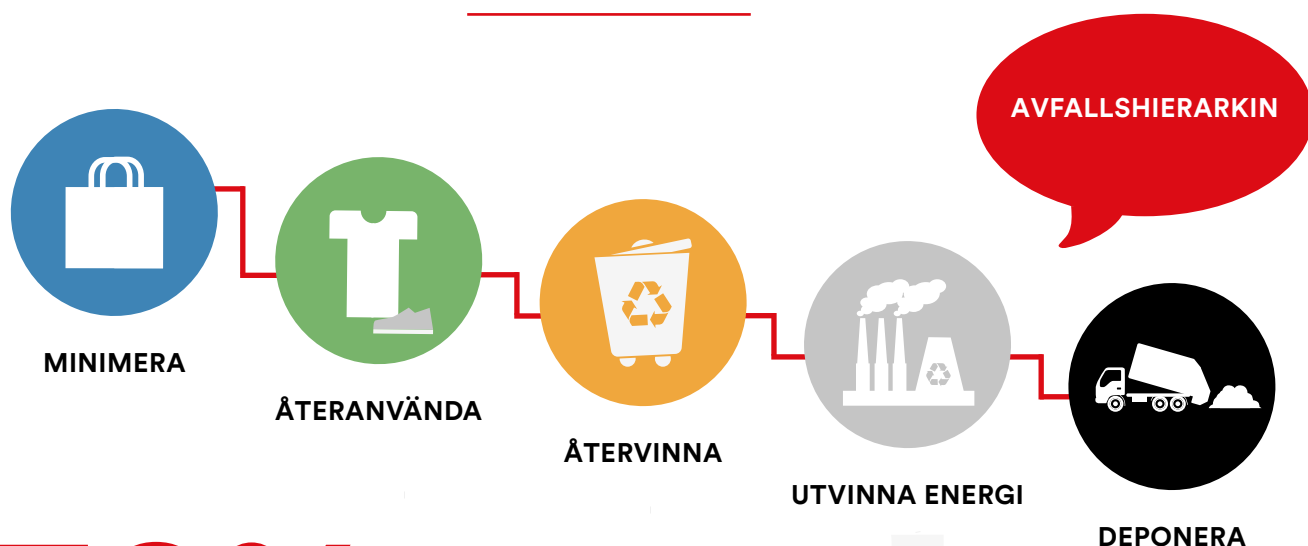 AVFALLSHIERARKIN
MINIMERA
ÅTERANVÄNDA
ÅTERVINNA
UTVINNA ENERGI
DEPONERA